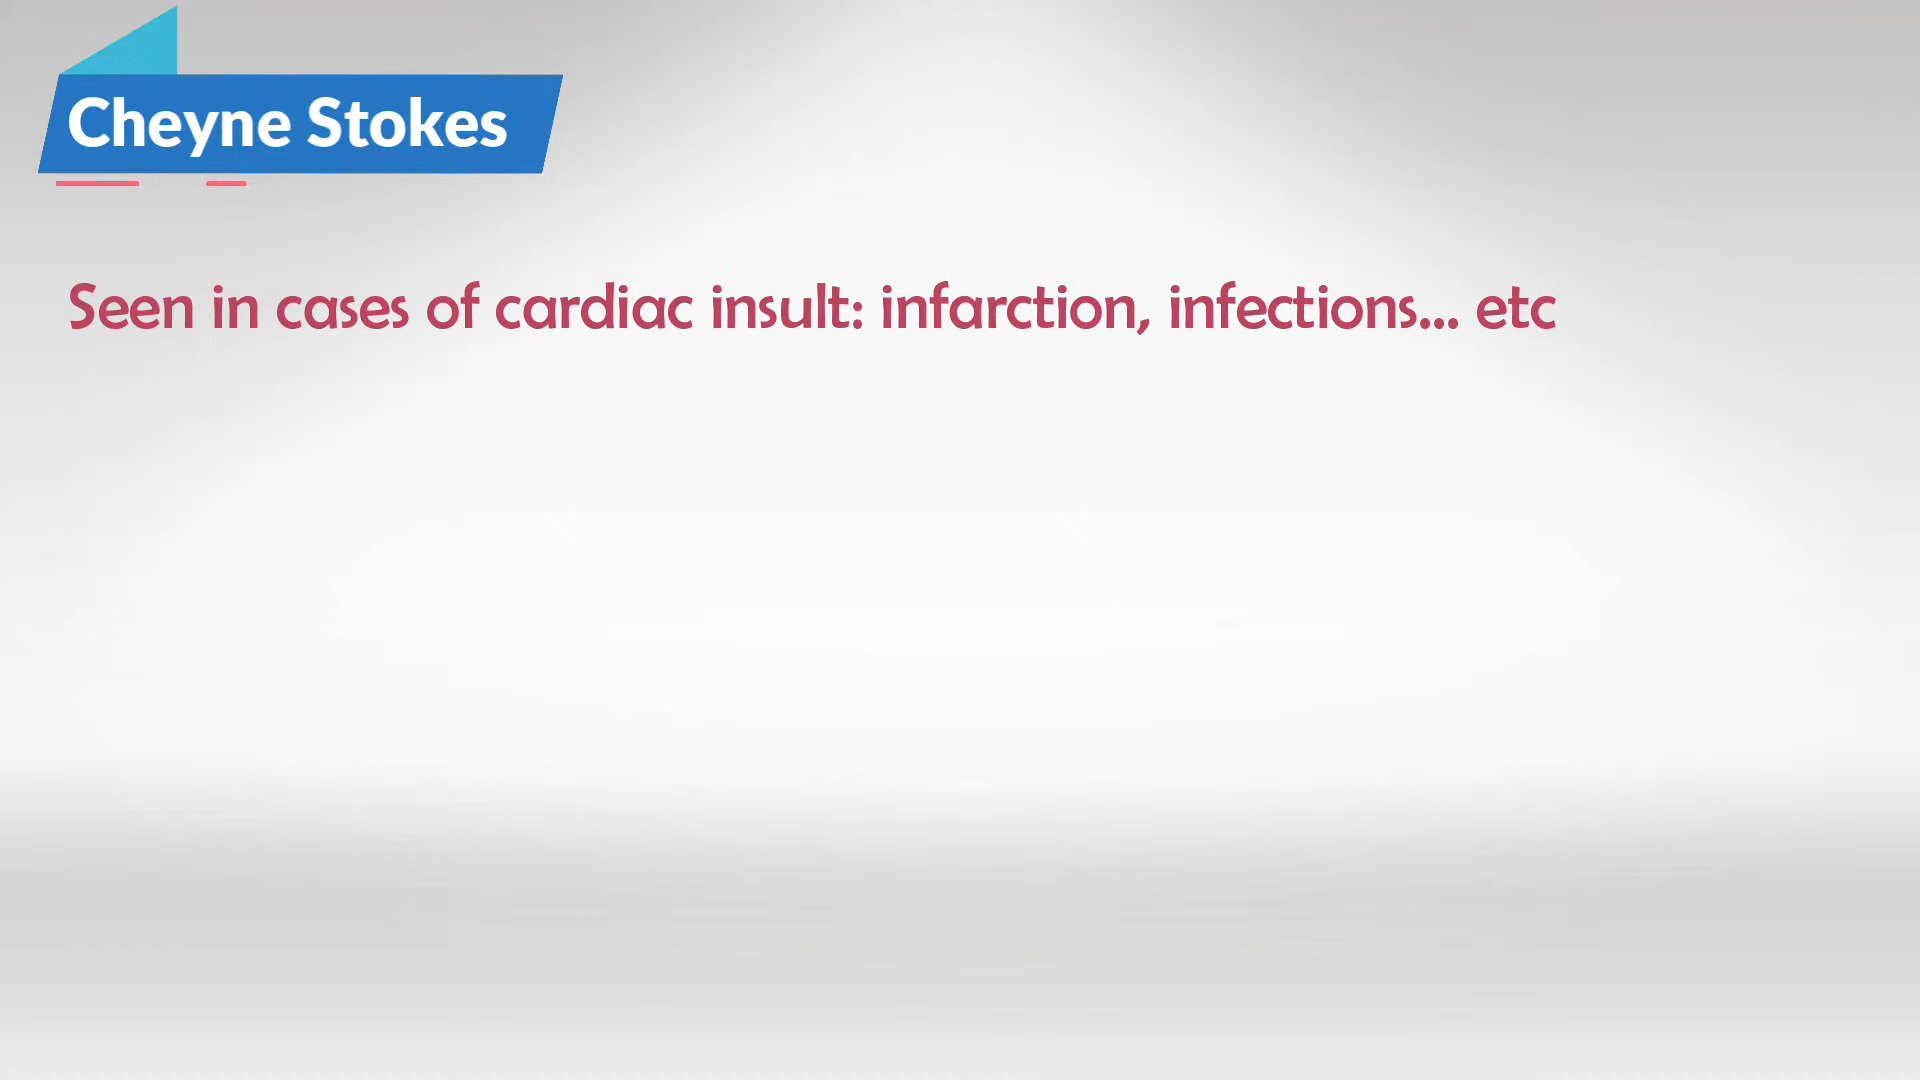 Cheyne Stokes
Seen in cases of cardiac insult: infarction, infections... etc